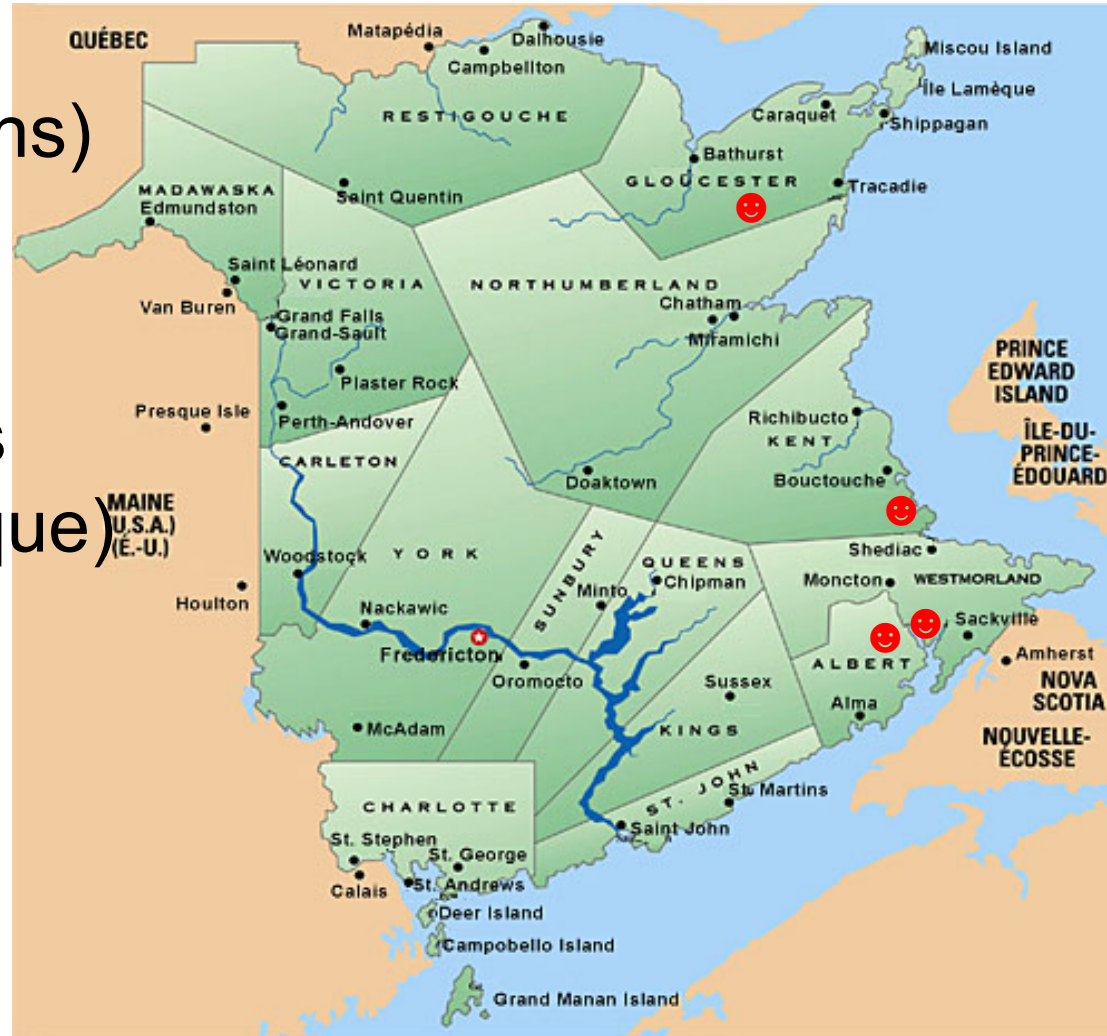 QUÉBEC
Matapédia
Dalhousie
Campbellton
Miscou Island
Île Lamèque
ns)
RESTIGOUCHE
Caraquet
Shippagan
Bathurst
GLOUCESTER
Tracadie
MADAWASKA
Edmundston
Saint Quentin
Saint Léonard
VICTORIA
NORTHUMBERLAND
Van Buren
Chatham
Grand Falls
Grand-Sault
Miramichi
PRINCE
EDWARD
ISLAND
Plaster Rock
Presque Isle
Perth-Andover
Richibucto
KENT
ÎLE-DU-
PRINCE-
ÉDOUARD
s
CARLETON
Doaktown
Bouctouche
MAINE
(U.S.A.)
(É.-U.)
que)
Woodstock
YORK
SUNBURY
QUEENS
Shediac
Chipman
Moncton
WESTMORLAND
Houlton
Minto
Nackawic
Sackville
Fredericton
ALBERT
Amherst
Oromocto
NOVA
SCOTIA
Sussex
Alma
McAdam
KINGS
NOUVELLE-
ÉCOSSE
ST. JOHN
St. Martins
CHARLOTTE
Saint John
St. Stephen
St. George
Calais
St. Andrews
Deer Island
Campobello Island
Grand Manan Island